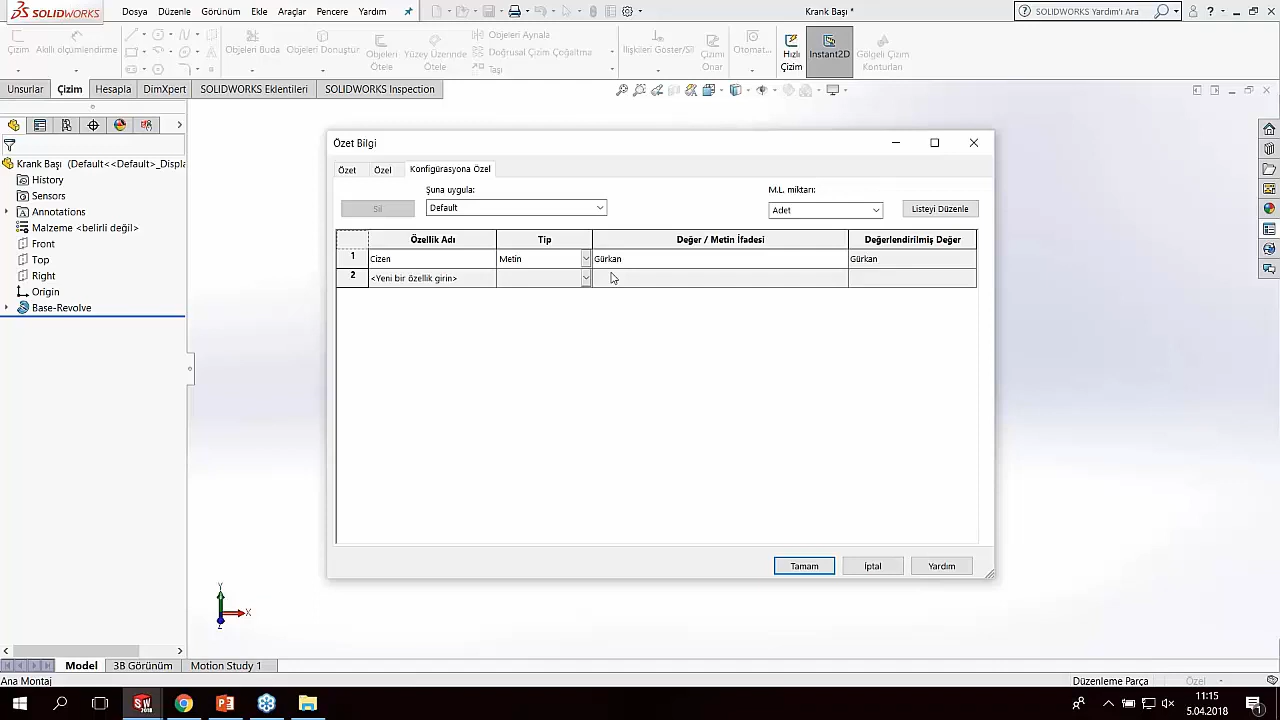 SOLIDWORKS
Dosya Düzenle Görünüm Ekle Araçlar Pencere Yardım
Krank Başı *
SOLIDWORKS Yardım'ı Ara
Çizim
Akıllı ölçümlendirme
Objeleri Buda
Objeleri Dönüştür
Objeleri Ötele
Yüzey Üzerinde Ötele
Objeleri Aynala
Doğrusal Çizim Çoğaltma
Taşı
İlişkileri Göster/Sil
Çizimi Onar
Otomat...
Hızlı Çizim
Instant2D
Gölgeli Çizim Konturları
Unsurlar Çizim Hesapla DimXpert SOLIDWORKS Eklentileri SOLIDWORKS Inspection
Krank Başı (Default<<Default>_Displa
History
Sensors
Annotations
Malzeme <belirli değil>
Front
Top
Right
Origin
Base-Revolve
Özet Bilgi
Özet Özel Konfigürasyona Özel
Şuna uygula:
M.L. miktarı:
Sil
Default
Adet
Listeyi Düzenle
Özellik Adı Tip Değer / Metin İfadesi Değerlendirilmiş Değer
1 Cizen Metin Gürkan Gürkan
2 <Yeni bir özellik girin>
Tamam İptal Yardım
Y
X
Z
Model 3B Görünüm Motion Study 1
Ana Montaj
Düzenleme Parça
Özel
SW 2018
11:15
5.04.2018
1